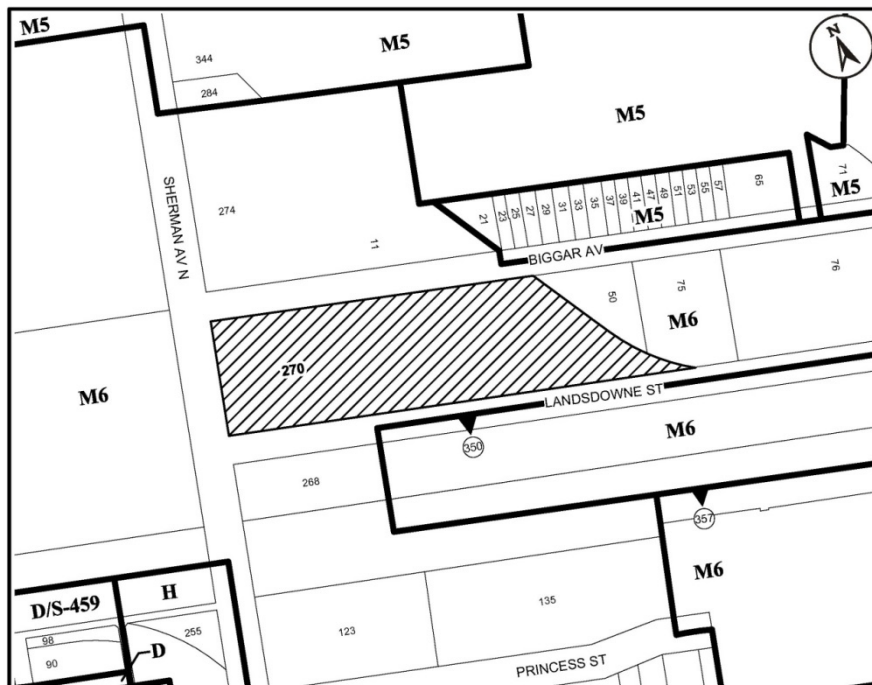 M5
344
M5
N
284
M5
SHERMAN AV N
274
11
21
23
25
27
29
31
33
35
37
39
41
47
49
51
53
55
57
65
71
M5
M5
BIGGAR AV
50
75
76
M6
270
M6
LANDSDOWNE ST
350
M6
268
357
M6
D/S-459
H
98
90
D
255
123
135
PRINCESS ST